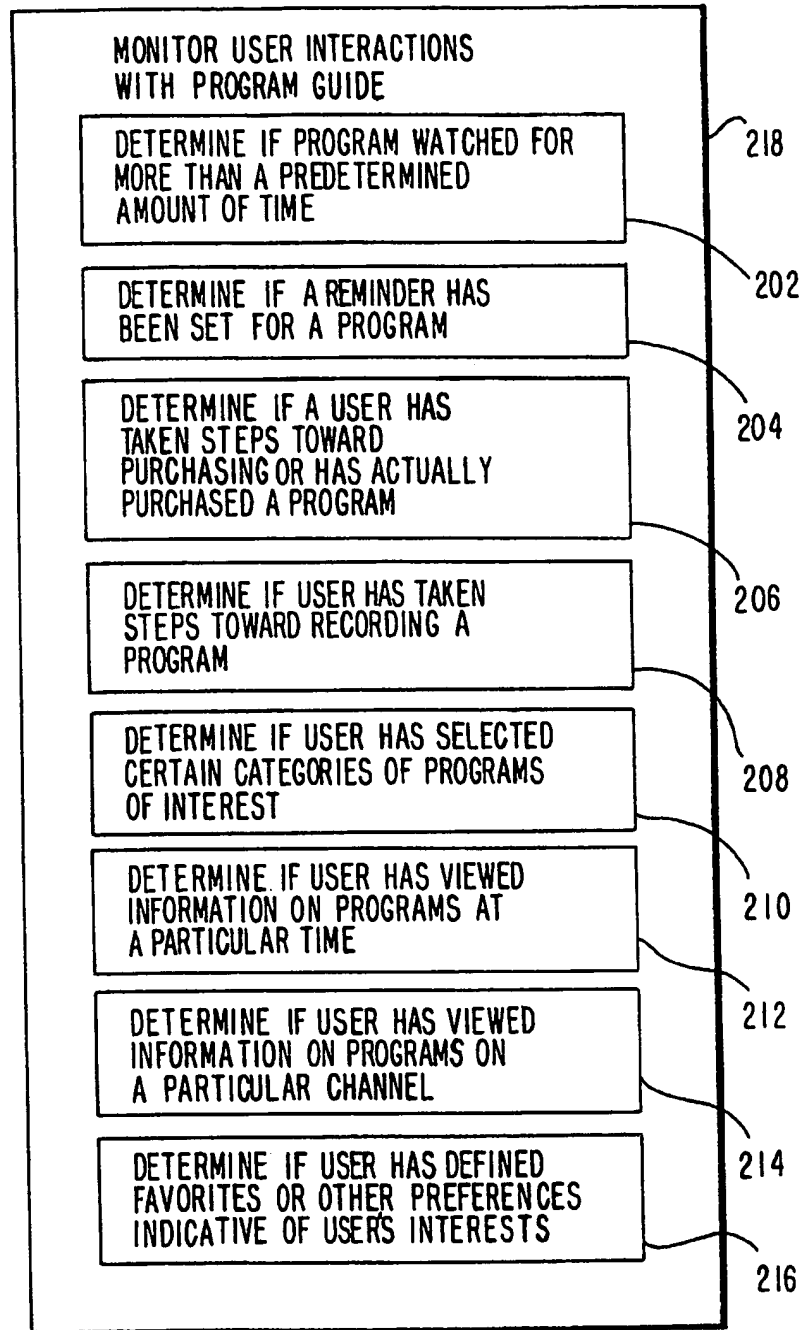 MONITOR USER INTERACTIONS
WITH PROGRAM GUIDE
218
DETERMINE IF PROGRAM WATCHED FOR
MORE THAN A PREDETERMINED
AMOUNT OF TIME
202
DETERMINE IF A REMINDER HAS
BEEN SET FOR A PROGRAM
204
DETERMINE IF A USER HAS
TAKEN STEPS TOWARD
PURCHASING OR HAS ACTUALLY
PURCHASED A PROGRAM
206
DETERMINE IF USER HAS TAKEN
STEPS TOWARD RECORDING A
PROGRAM
208
DETERMINE IF USER HAS SELECTED
CERTAIN CATEGORIES OF PROGRAMS
OF INTEREST
210
DETERMINE IF USER HAS VIEWED
INFORMATION ON PROGRAMS AT
A PARTICULAR TIME
212
DETERMINE IF USER HAS VIEWED
INFORMATION ON PROGRAMS ON
A PARTICULAR CHANNEL
214
DETERMINE IF USER HAS DEFINED
FAVORITES OR OTHER PREFERENCES
INDICATIVE OF USER'S INTERESTS
216